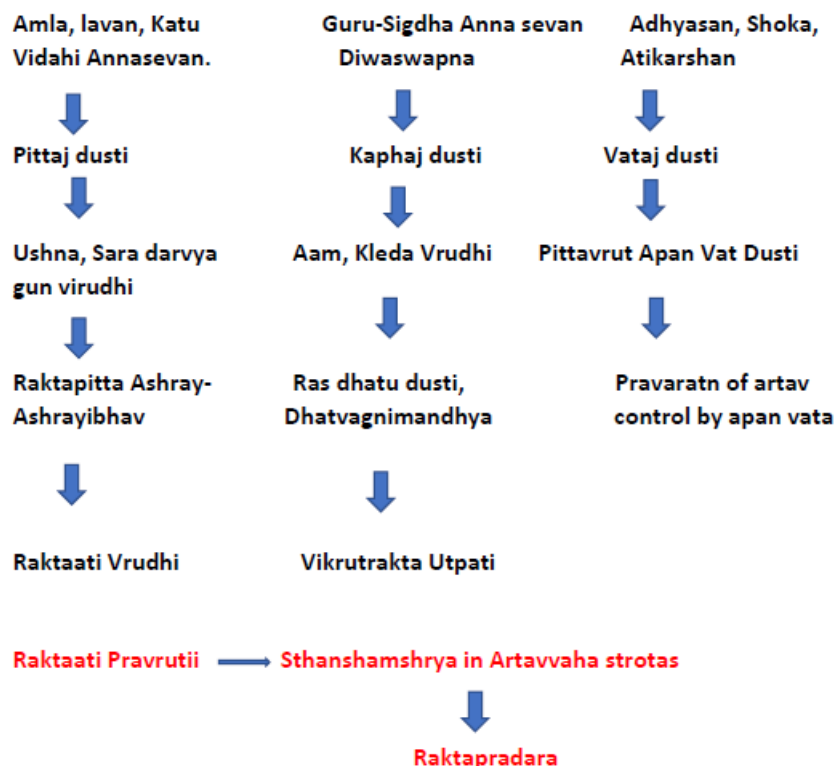 Amla, lavan, Katu
Vidahi Annasevan.
Guru-Sigdha Anna sevan
Diwaswapna
Adhyasan, Shoka,
Atikarshan
Pittaj dusti
Kaphaj dusti
Vataj dusti
Ushna, Sara darvya
gun virudhi
Aam, Kleda Vrudhi
Pittavrut Apan Vat Dusti
Raktapitta Ashray-
Ashrayibhav
Ras dhatu dusti,
Dhatvagnimandhya
Pravaratn of artav
control by apan vata
Raktaati Vrudhi
Vikrutrakta Utpati
Raktaati Pravrutii
Sthanshamshrya in Artavvaha strotas
Raktapradara